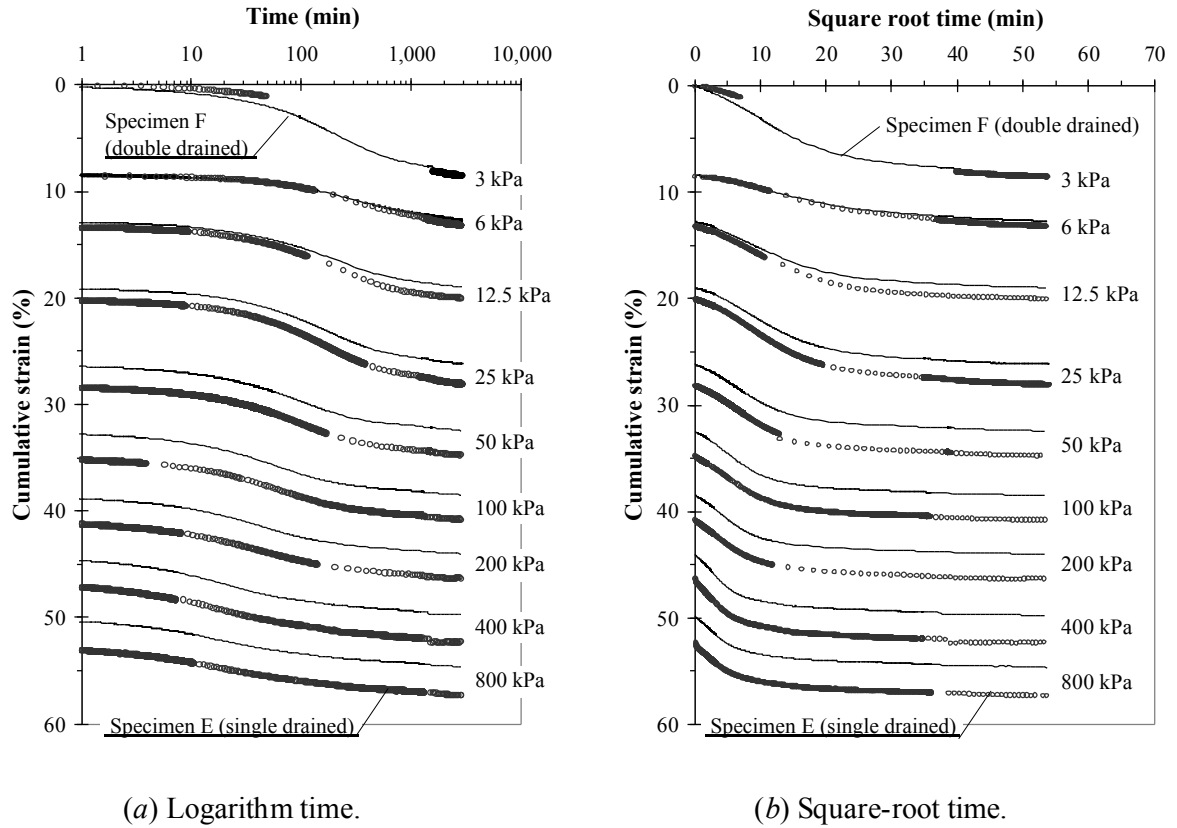 Time (min)
1 10 100 1,000 10,000
0
10
20
30
40
50
60
Cumulative strain (%)
Specimen F
(double drained)
3 kPa
6 kPa
12.5 kPa
25 kPa
50 kPa
100 kPa
200 kPa
400 kPa
800 kPa
Specimen E (single drained)
(a) Logarithm time.
Square root time (min)
0 10 20 30 40 50 60 70
0
10
20
30
40
50
60
Cumulative strain (%)
Specimen F (double drained)
3 kPa
6 kPa
12.5 kPa
25 kPa
50 kPa
100 kPa
200 kPa
400 kPa
800 kPa
Specimen E (single drained)
(b) Square-root time.